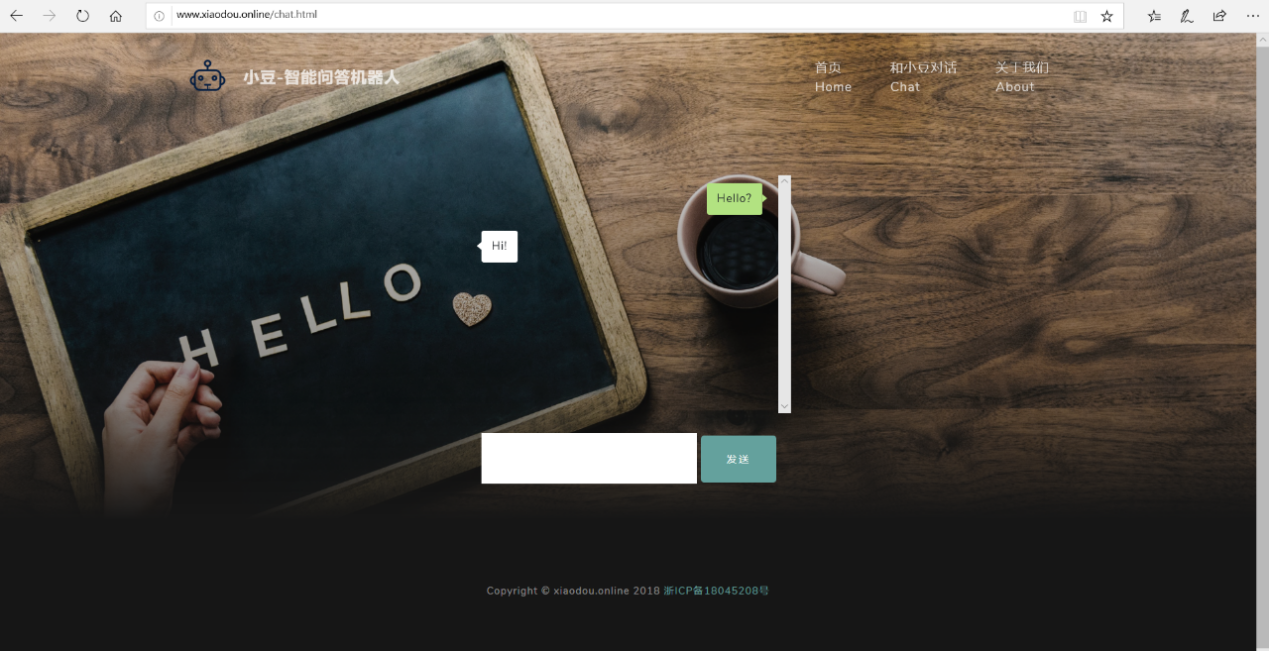 www.xiaodou.online/chat.html
小豆-智能问答机器人
首页
Home
和小豆对话
Chat
关于我们
About
Hello?
Hi!
HELLO
发送
Copyright © xiaodou.online 2018 浙ICP备18045208号